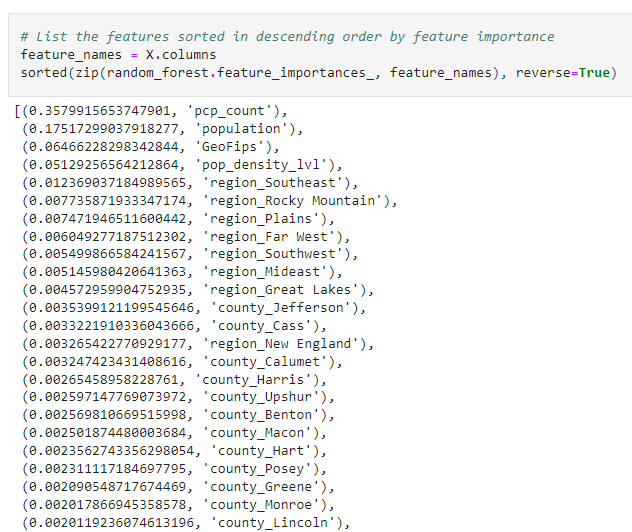 # List the features sorted in descending order by feature importance
feature_names = X.columns
sorted(zip(random_forest.feature_importances_, feature_names), reverse=True)
[(0.3579915653747901, 'pcp_count'),
(0.17517299037918277, 'population'),
(0.06466228298342844, 'GeoFips'),
(0.05129256564212864, 'pop_density_lvl'),
(0.012369037184989565, 'region_Southeast'),
(0.007735871933347174, 'region_Rocky Mountain'),
(0.007471946511600442, 'region_Plains'),
(0.006049277187512302, 'region_Far West'),
(0.005499866584241567, 'region_Southwest'),
(0.005145980420641363, 'region_Mideast'),
(0.004572959904752935, 'region_Great Lakes'),
(0.0035399121199545646, 'county_Jefferson'),
(0.0033221910336043666, 'county_Cass'),
(0.003265422770929177, 'region_New England'),
(0.003247423431408616, 'county_Calumet'),
(0.00265458958228761, 'county_Harris'),
(0.002597147769073972, 'county_Upshur'),
(0.002569810669515998, 'county_Benton'),
(0.002501874480003684, 'county_Macon'),
(0.0023562743356298054, 'county_Hart'),
(0.002311117184697795, 'county_Posey'),
(0.002090548717674469, 'county_Greene'),
(0.002017866945358578, 'county_Monroe'),
(0.0020119236074613196, 'county_Lincoln'),